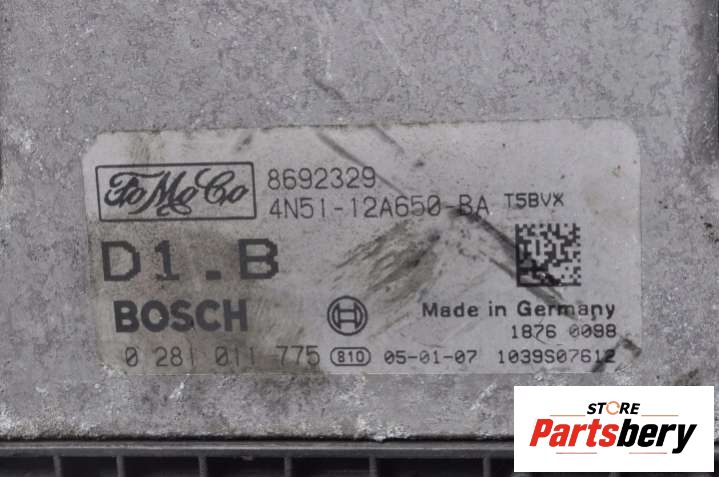 FoMoCo 8692329
4N51-12A650-BA T5BVX
D1.B
BOSCH Made in Germany
1876 0098
0 281 011 775 810 05-01-07 1039S07612
STORE
Partsbery